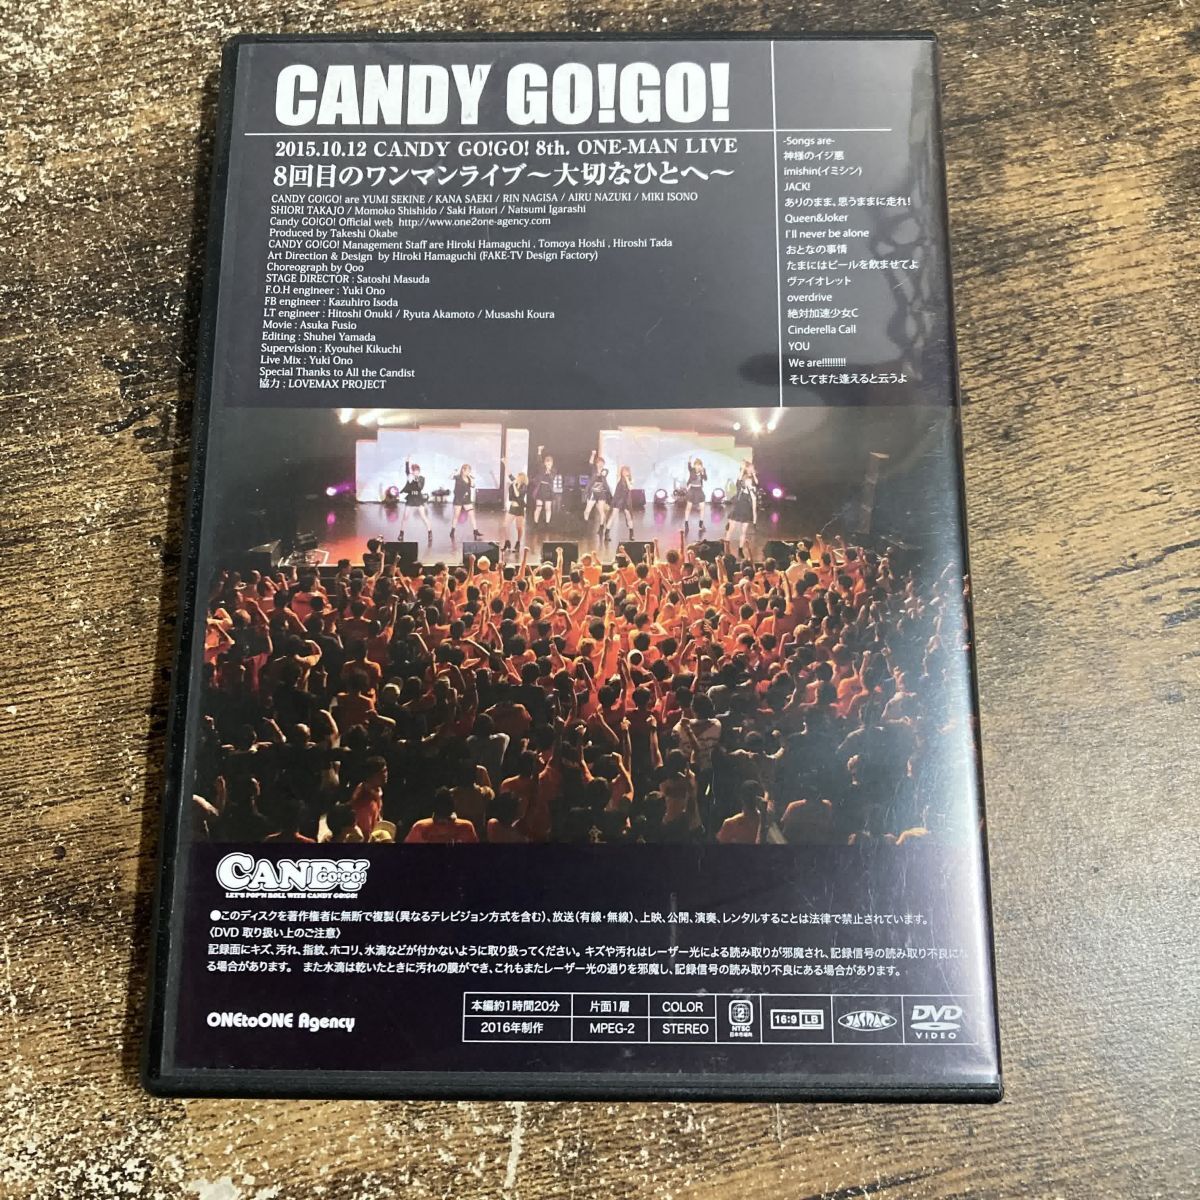 CANDY GO!GO!
2015.10.12 CANDY GO!GO! 8th. ONE-MAN LIVE
8回目のワンマンライブ～大切なひとへ～
CANDY GO!GO! are YUMI SEKINE / KANA SAEKI / RIN NAGISA / AIRU NAZUKI / MIKI ISONO
SHIORI TAKAJO / Momoko Shishido / Saki Hatori / Natsumi Igarashi
Candy GO!GO! Official web http://www.one2one-agency.com
Produced by Takeshi Okabe
CANDY GO!GO! Management Staff are Hiroki Hamaguchi , Tomoya Hoshi , Hiroshi Tada
Art Direction & Design by Hiroki Hamaguchi (FAKE-TV Design Factory)
Choreograph by Qoo
STAGE DIRECTOR : Satoshi Masuda
F.O.H engineer : Yuki Ono
FB engineer : Kazuhiro Isoda
LT engineer : Hitoshi Onuki / Ryuta Akamoto / Musashi Koura
Movie : Asuka Fusio
Editing : Shuhei Yamada
Supervision : Kyouhei Kikuchi
Live Mix : Yuki Ono
Special Thanks to All the Candist
協力 : LOVEMAX PROJECT
-Songs are-
神様のイジ悪
imishin(イミシン)
JACK!
ありのまま、思うままに走れ!
Queen&Joker
I`ll never be alone
おとなの事情
たまにはビールを飲ませてよ
ヴァイオレット
overdrive
絶対加速少女C
Cinderella Call
YOU
We are!!!!!!!!!
そしてまた逢えると云うよ
CANDY GO!GO!
LET'S POP'N ROLL WITH CANDY GO!GO!
●このディスクを著作権者に無断で複製(異なるテレビジョン方式を含む)、放送(有線・無線)、上映、公開、演奏、レンタルすることは法律で禁止されています。
〈DVD 取り扱い上のご注意〉
記録面にキズ、汚れ、指紋、ホコリ、水滴などが付かないように取り扱ってください。キズや汚れはレーザー光による読み取りが邪魔され、記録信号の読み取り不良にな
る場合があります。 また水滴は乾いたときに汚れの膜ができ、これもまたレーザー光の通りを邪魔し、記録信号の読み取り不良にある場合があります。
ONEtoONE Agency
本編約1時間20分 片面1層 COLOR
2016年制作 MPEG-2 STEREO
2
NTSC
日本市場向
16:9 LB
JASRAC
DVD
VIDEO